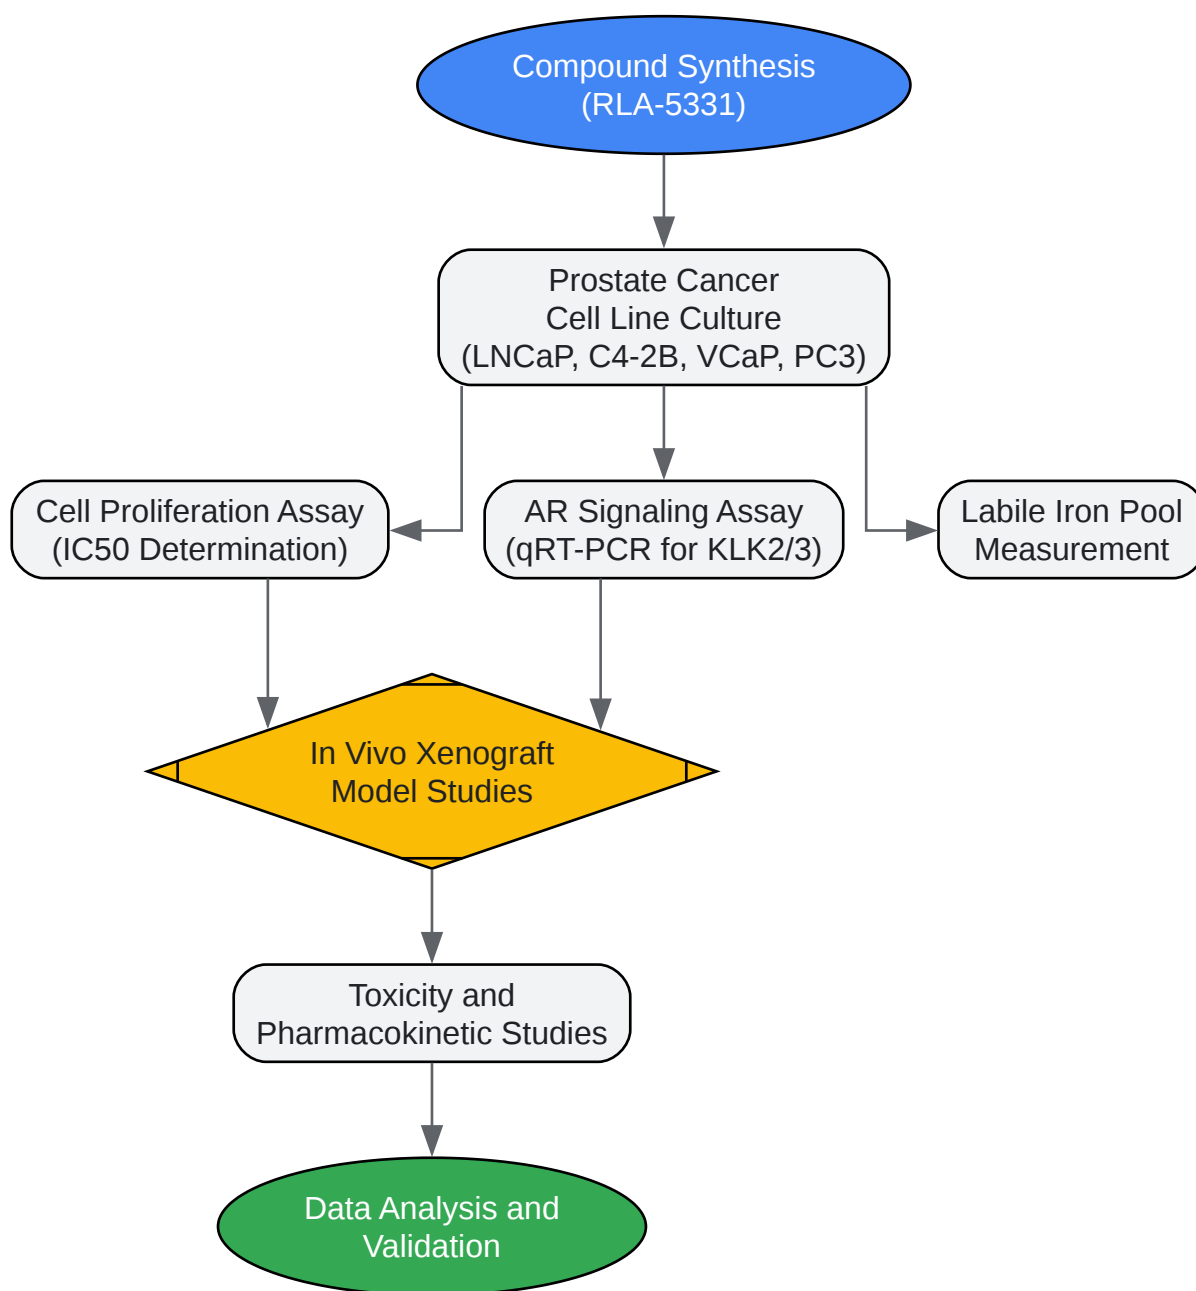 Compound Synthesis
(RLA-5331)
Prostate Cancer
Cell Line Culture
(LNCaP, C4-2B, VCaP, PC3)
Cell Proliferation Assay
(IC50 Determination)
AR Signaling Assay
(qRT-PCR for KLK2/3)
Labile Iron Pool
Measurement
In Vivo Xenograft
Model Studies
Toxicity and
Pharmacokinetic Studies
Data Analysis and
Validation